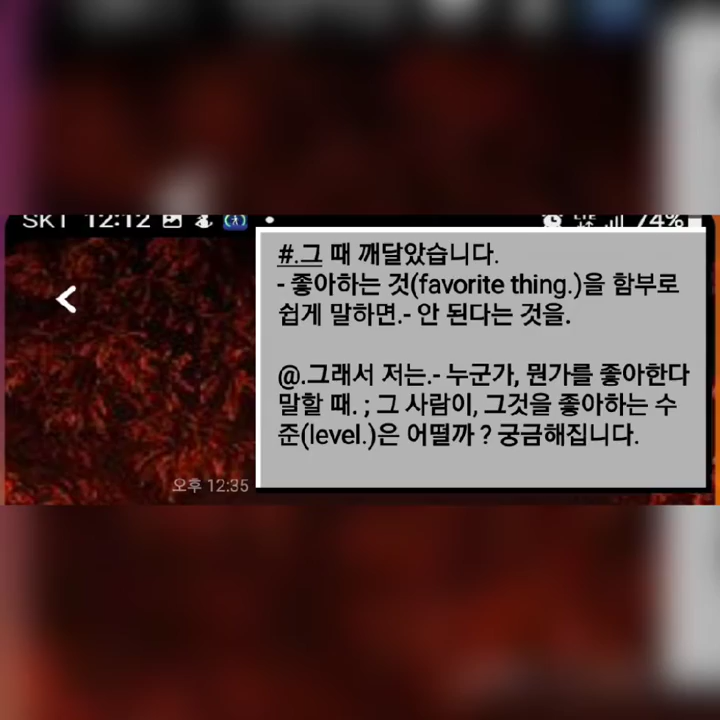 SKT 12:12 74%
#.그 때 깨달았습니다.
- 좋아하는 것(favorite thing.)을 함부로
쉽게 말하면.- 안 된다는 것을.
@.그래서 저는.- 누군가, 뭔가를 좋아한다
말할 때. ; 그 사람이, 그것을 좋아하는 수
준(level.)은 어떨까 ? 궁금해집니다.
오후 12:35